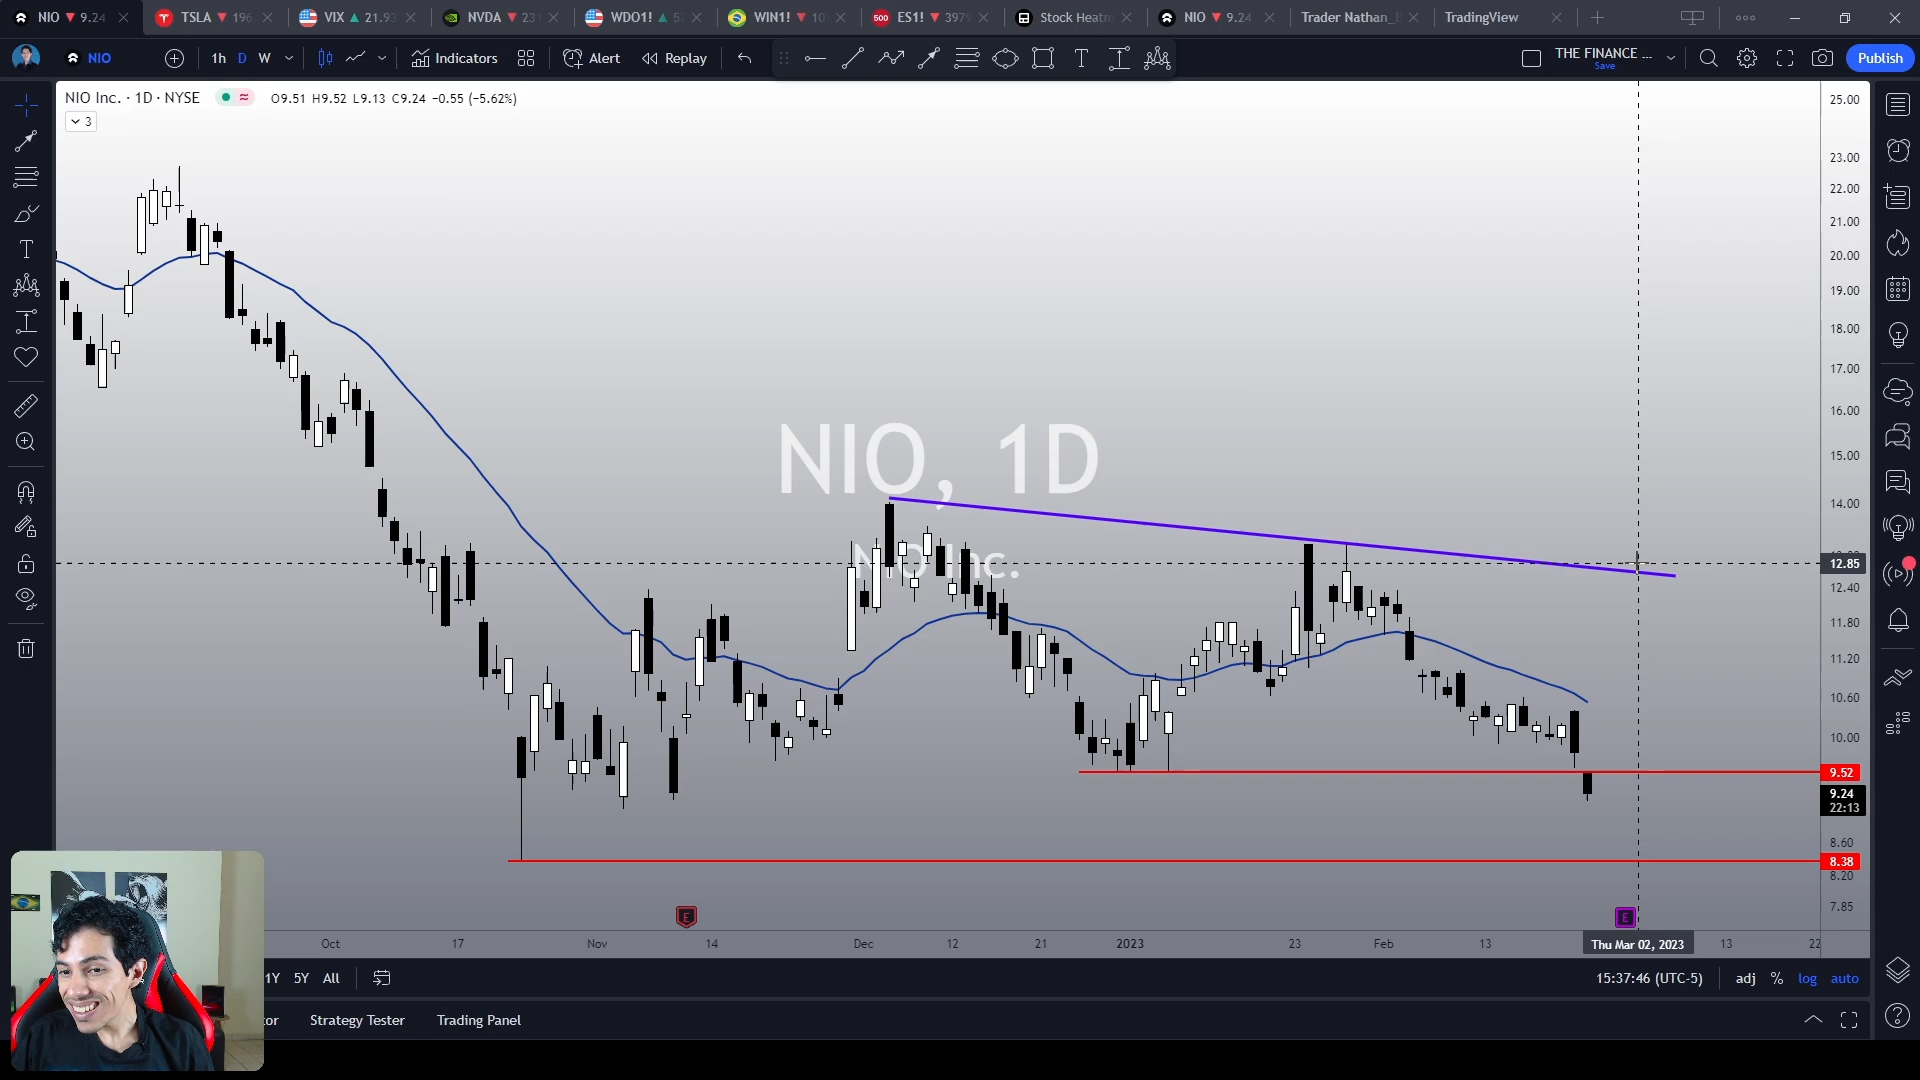 NIO ▼ 9.24
TSLA ▼ 196
VIX ▲ 21.93
NVDA ▼ 231
WDO1! ▲
WIN1! ▼ 10
ES1! ▼ 3979
Stock Heatm
NIO ▼ 9.24
Trader Nathan_
TradingView
NIO
1h D W
Indicators
Alert
Replay
THE FINANCE ...
Save
Publish
NIO Inc. · 1D · NYSE
O9.51 H9.52 L9.13 C9.24 −0.55 (−5.62%)
3
NIO, 1D
NIO Inc.
25.00
23.00
22.00
21.00
20.00
19.00
18.00
17.00
16.00
15.00
14.00
12.85
12.40
11.80
11.20
10.60
10.00
9.52
9.24
22:13
8.60
8.38
8.20
7.85
E
E
Oct 17 Nov 14 Dec 12 21 2023 23 Feb 13 Thu Mar 02, 2023 13 22
1Y 5Y All
15:37:46 (UTC-5)
adj % log auto
tor
Strategy Tester
Trading Panel
500